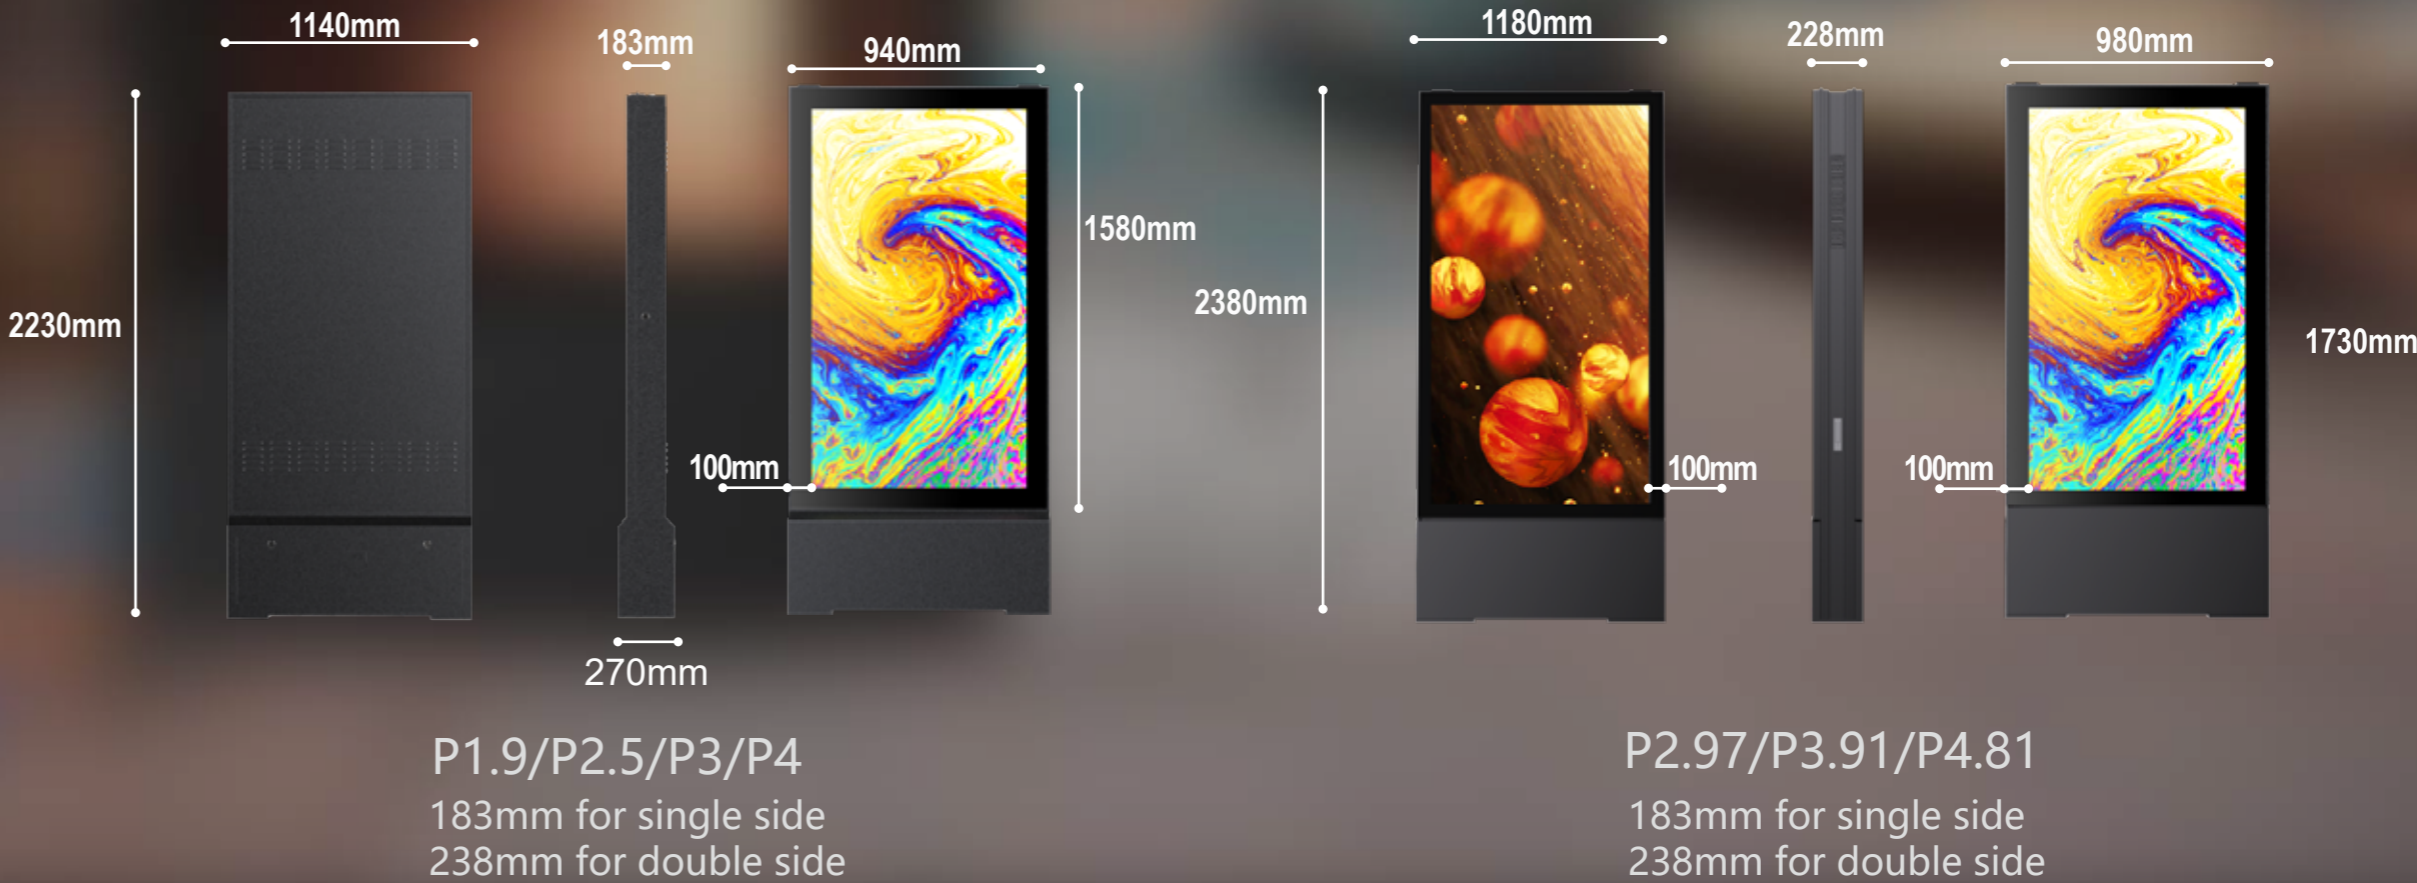 1140mm
183mm
940mm
2230mm
1580mm
100mm
270mm
P1.9/P2.5/P3/P4
183mm for single side
238mm for double side
1180mm
228mm
980mm
2380mm
1730mm
100mm
100mm
P2.97/P3.91/P4.81
183mm for single side
238mm for double side